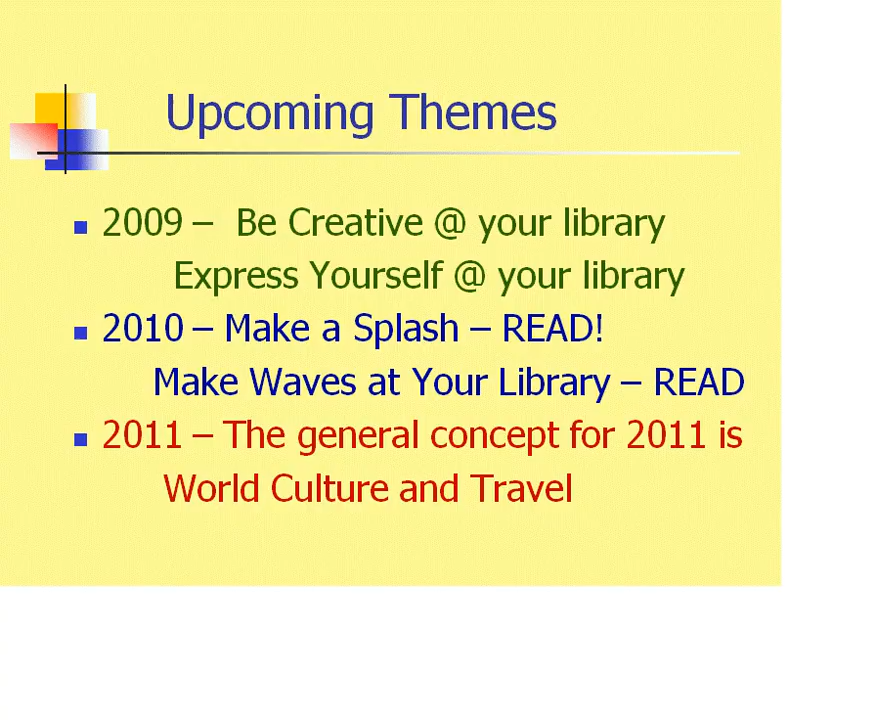 Upcoming Themes
2009 – Be Creative @ your library
Express Yourself @ your library
2010 – Make a Splash – READ!
Make Waves at Your Library – READ
2011 – The general concept for 2011 is
World Culture and Travel